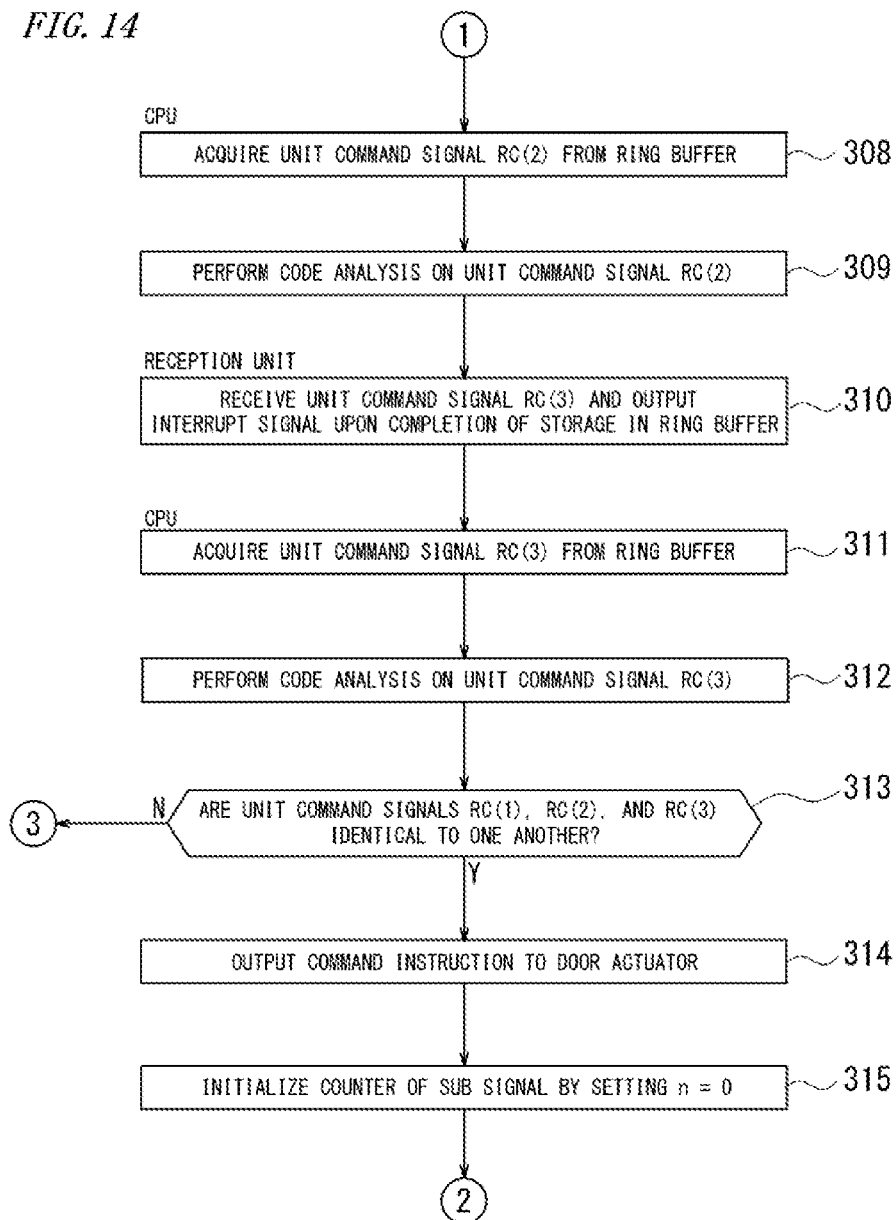 FIG. 14
1
CPU
ACQUIRE UNIT COMMAND SIGNAL RC(2) FROM RING BUFFER
308
PERFORM CODE ANALYSIS ON UNIT COMMAND SIGNAL RC(2)
309
RECEPTION UNIT
RECEIVE UNIT COMMAND SIGNAL RC(3) AND OUTPUT
INTERRUPT SIGNAL UPON COMPLETION OF STORAGE IN RING BUFFER
310
CPU
ACQUIRE UNIT COMMAND SIGNAL RC(3) FROM RING BUFFER
311
PERFORM CODE ANALYSIS ON UNIT COMMAND SIGNAL RC(3)
312
3
N
ARE UNIT COMMAND SIGNALS RC(1), RC(2), AND RC(3)
IDENTICAL TO ONE ANOTHER?
313
Y
OUTPUT COMMAND INSTRUCTION TO DOOR ACTUATOR
314
INITIALIZE COUNTER OF SUB SIGNAL BY SETTING n = 0
315
2